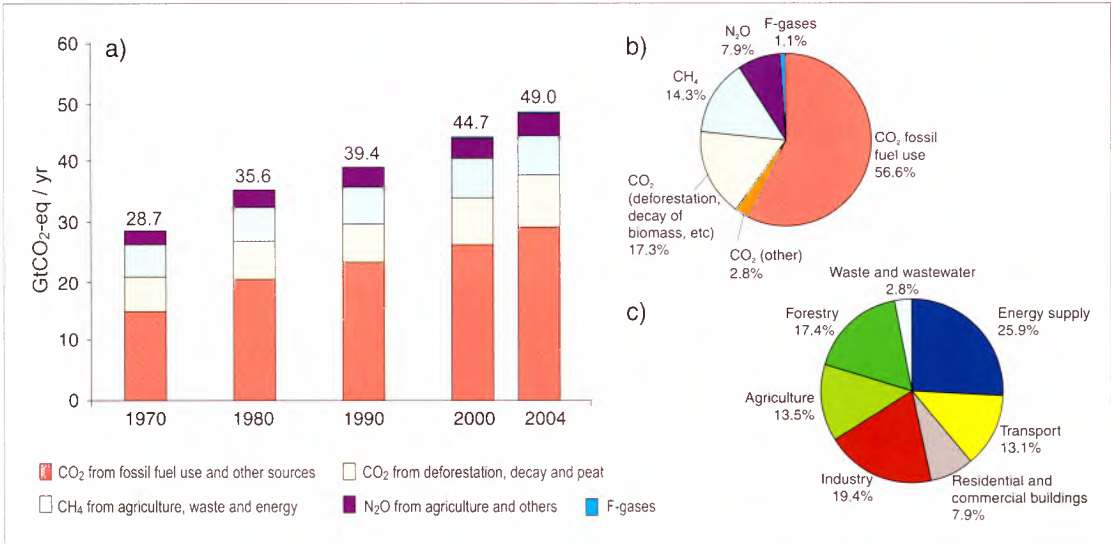 a)
GtCO₂-eq / yr
60
50
40
30
20
10
0
28.7
35.6
39.4
44.7
49.0
1970
1980
1990
2000
2004
CO₂ from fossil fuel use and other sources
CO₂ from deforestation, decay and peat
CH₄ from agriculture, waste and energy
N₂O from agriculture and others
F-gases
b)
F-gases
1.1%
N₂O
7.9%
CH₄
14.3%
CO₂ fossil
fuel use
56.6%
CO₂
(deforestation,
decay of
biomass, etc)
17.3%
CO₂ (other)
2.8%
c)
Waste and wastewater
2.8%
Forestry
17.4%
Energy supply
25.9%
Agriculture
13.5%
Transport
13.1%
Industry
19.4%
Residential and
commercial buildings
7.9%